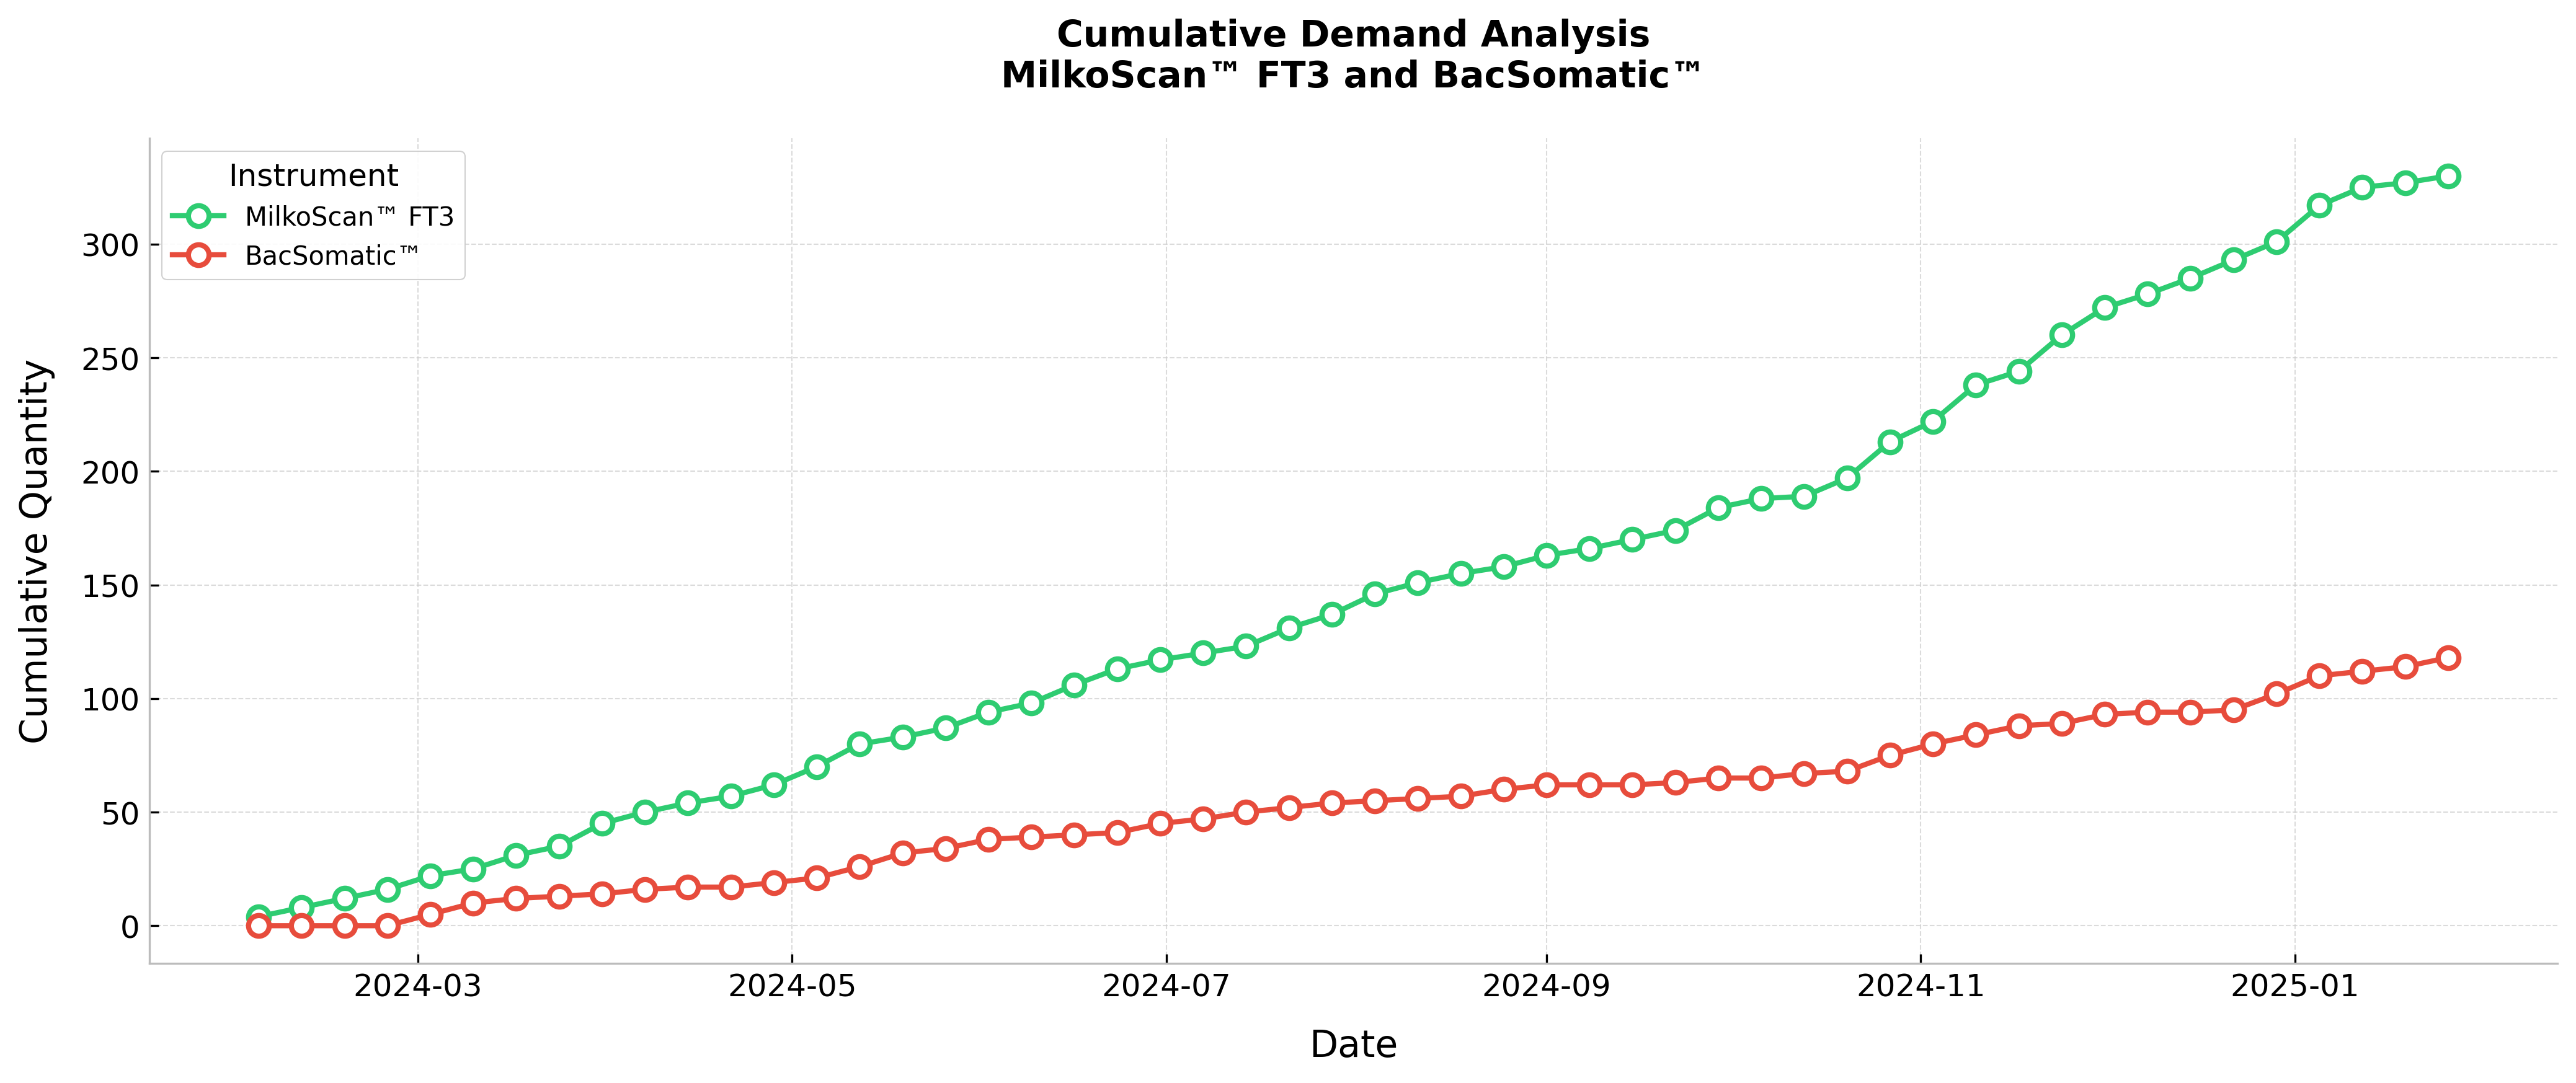 Cumulative Demand Analysis
MilkoScan™ FT3 and BacSomatic™
Instrument
MilkoScan™ FT3
BacSomatic™
Cumulative Quantity
300
250
200
150
100
50
0
2024-03
2024-05
2024-07
2024-09
2024-11
2025-01
Date